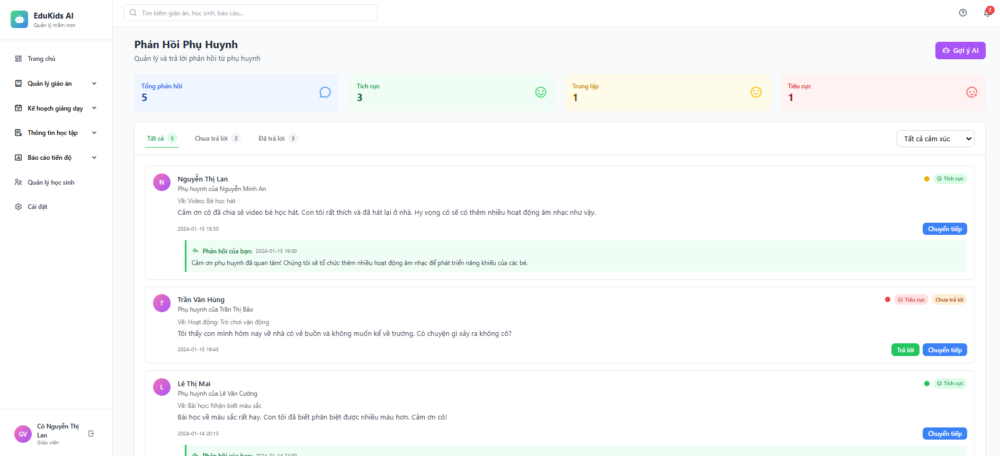 EduKids AI
Quản lý mầm non
Trang chủ
Quản lý giáo án
Kế hoạch giảng dạy
Thông tin học tập
Báo cáo tiến độ
Quản lý học sinh
Cài đặt
GV
Cô Nguyễn Thị
Lan
Giáo viên
Tìm kiếm giáo án, học sinh, báo cáo...
2
Phản Hồi Phụ Huynh
Quản lý và trả lời phản hồi từ phụ huynh
Gợi ý AI
Tổng phản hồi
5
Tích cực
3
Trung lập
1
Tiêu cực
1
Tất cả 5
Chưa trả lời 2
Đã trả lời 3
Tất cả cảm xúc
N
Nguyễn Thị Lan
Tích cực
Phụ huynh của Nguyễn Minh An
Về: Video: Bé học hát
Cảm ơn cô đã chia sẻ video bé học hát. Con tôi rất thích và đã hát lại ở nhà. Hy vọng cô sẽ có thêm nhiều hoạt động âm nhạc như vậy.
2024-01-15 18:30
Chuyển tiếp
Phản hồi của bạn: 2024-01-15 19:00
Cảm ơn phụ huynh đã quan tâm! Chúng tôi sẽ tổ chức thêm nhiều hoạt động âm nhạc để phát triển năng khiếu của các bé.
T
Trần Văn Hùng
Tiêu cực
Chưa trả lời
Phụ huynh của Trần Thị Bảo
Về: Hoạt động: Trò chơi vận động
Tôi thấy con mình hôm nay về nhà có vẻ buồn và không muốn kể về trường. Có chuyện gì xảy ra không cô?
2024-01-15 19:45
Trả lời
Chuyển tiếp
L
Lê Thị Mai
Tích cực
Phụ huynh của Lê Văn Cường
Về: Bài học: Nhận biết màu sắc
Bài học về màu sắc rất hay. Con tôi đã biết phân biệt được nhiều màu hơn. Cảm ơn cô!
2024-01-14 20:15
Chuyển tiếp
Phản hồi của bạn: 2024-01-14 21:00